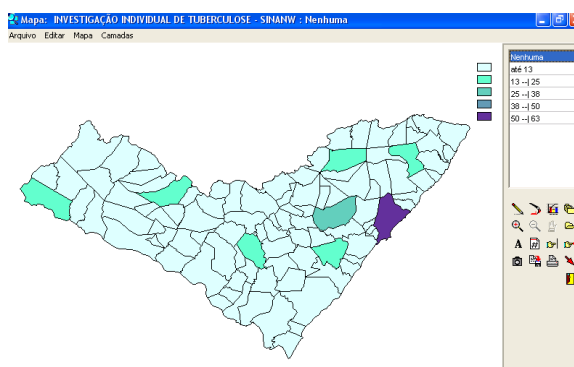 Mapa: INVESTIGAÇÃO INDIVIDUAL DE TUBERCULOSE - SINANW : Nenhuma
Arquivo Editar Mapa Camadas
Nenhuma
até 13
13 --| 25
25 --| 38
38 --| 50
50 --| 63
A #